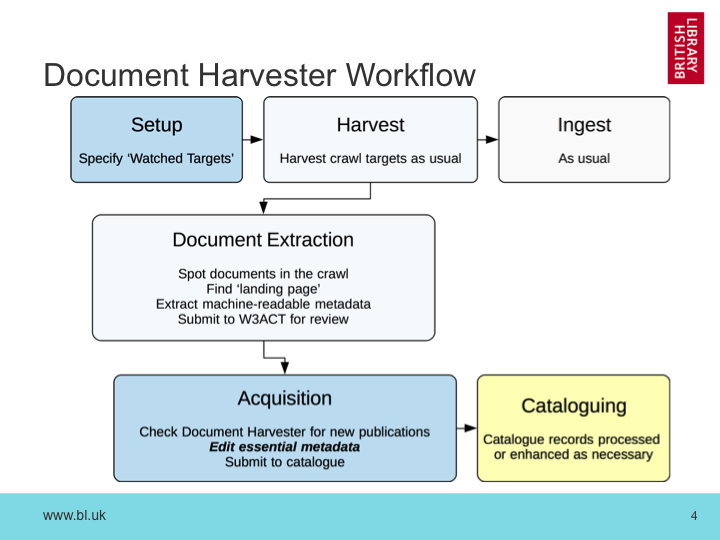 LIBRARY
BRITISH
Document Harvester Workflow
Setup
Specify ‘Watched Targets’
Harvest
Harvest crawl targets as usual
Ingest
As usual
Document Extraction
Spot documents in the crawl
Find ‘landing page’
Extract machine-readable metadata
Submit to W3ACT for review
Acquisition
Check Document Harvester for new publications
Edit essential metadata
Submit to catalogue
Cataloguing
Catalogue records processed
or enhanced as necessary
www.bl.uk
4